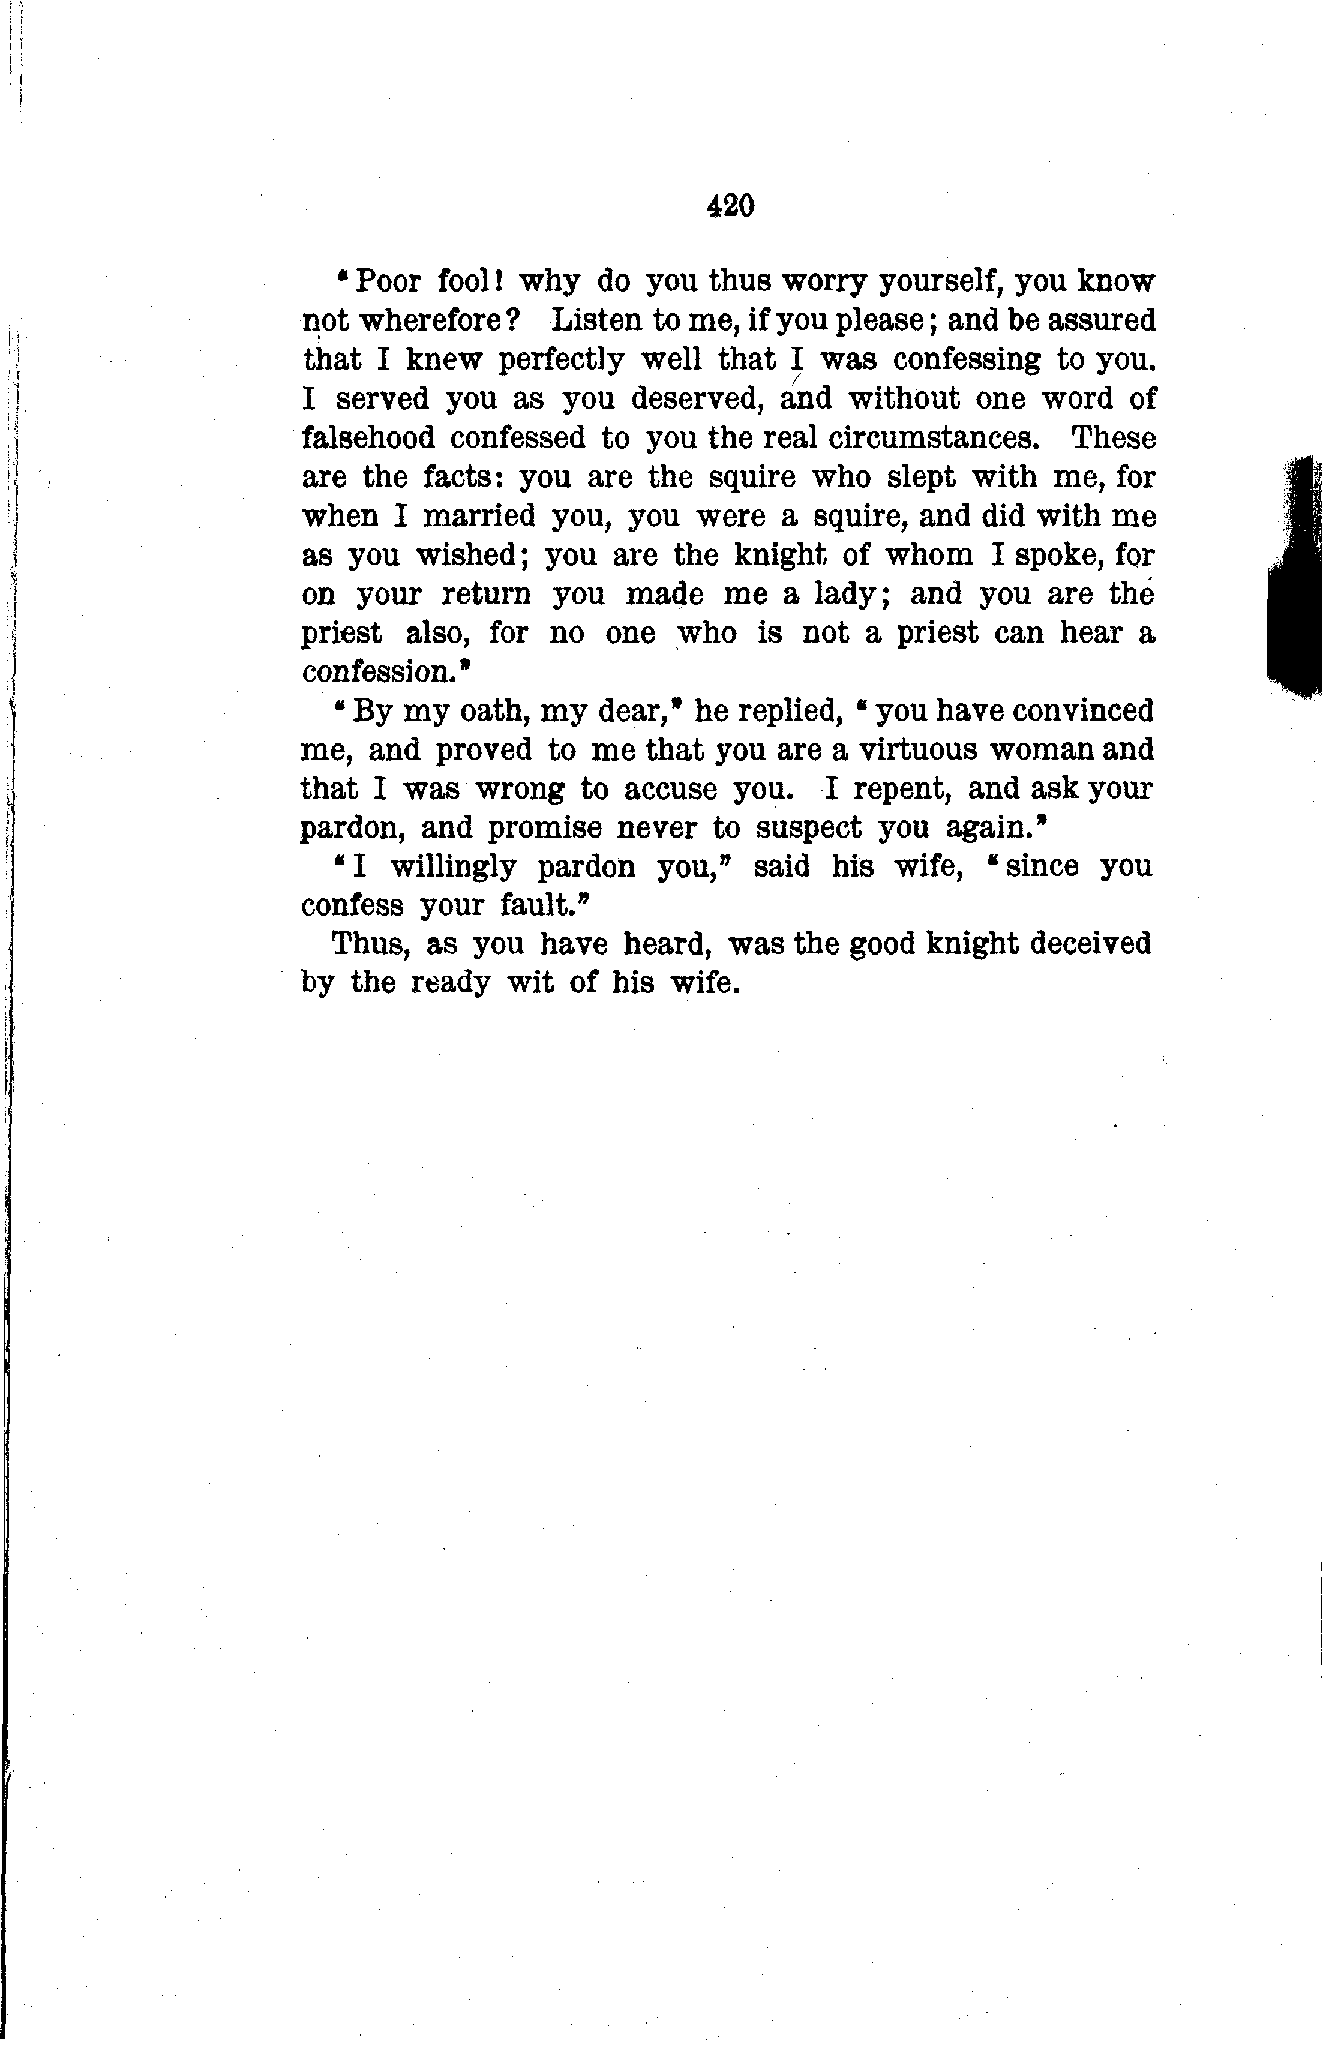 420
“Poor fool! why do you thus worry yourself, you know
not wherefore? Listen to me, if you please; and be assured
that I knew perfectly well that I was confessing to you.
I served you as you deserved, and without one word of
falsehood confessed to you the real circumstances. These
are the facts: you are the squire who slept with me, for
when I married you, you were a squire, and did with me
as you wished; you are the knight of whom I spoke, for
on your return you made me a lady; and you are the
priest also, for no one who is not a priest can hear a
confession.”
“By my oath, my dear,” he replied, “you have convinced
me, and proved to me that you are a virtuous woman and
that I was wrong to accuse you. I repent, and ask your
pardon, and promise never to suspect you again.”
“I willingly pardon you,” said his wife, “since you
confess your fault.”
Thus, as you have heard, was the good knight deceived
by the ready wit of his wife.